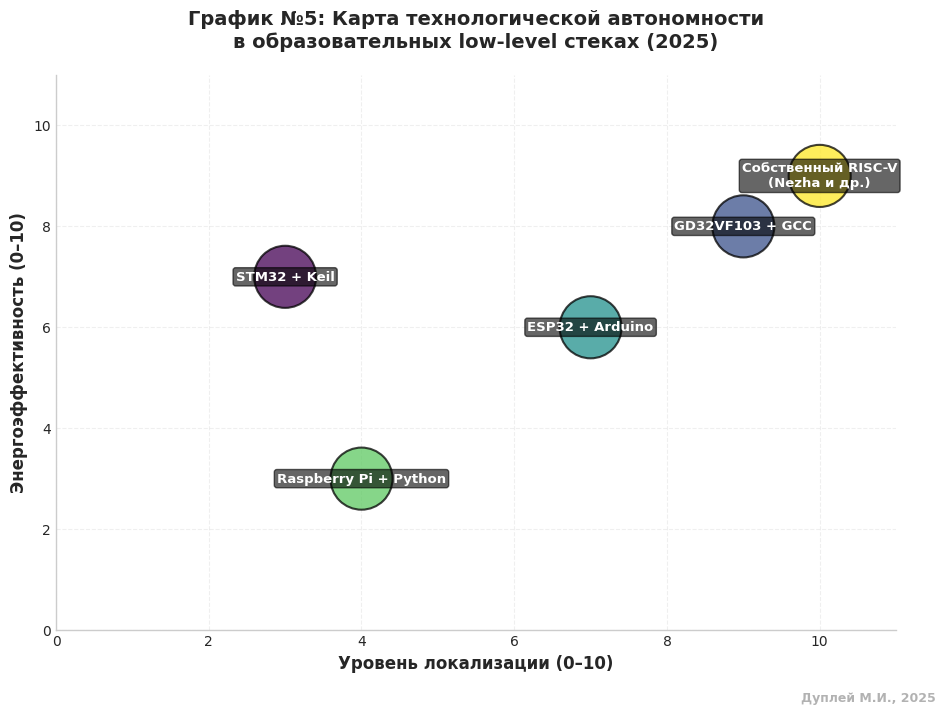 График №5: Карта технологической автономности
в образовательных low-level стеках (2025)
Энергоэффективность (0–10)
10
8
6
4
2
0
Собственный RISC-V
(Nezha и др.)
GD32VF103 + GCC
STM32 + Keil
ESP32 + Arduino
Raspberry Pi + Python
0 2 4 6 8 10
Уровень локализации (0–10)
Дуплей М.И., 2025